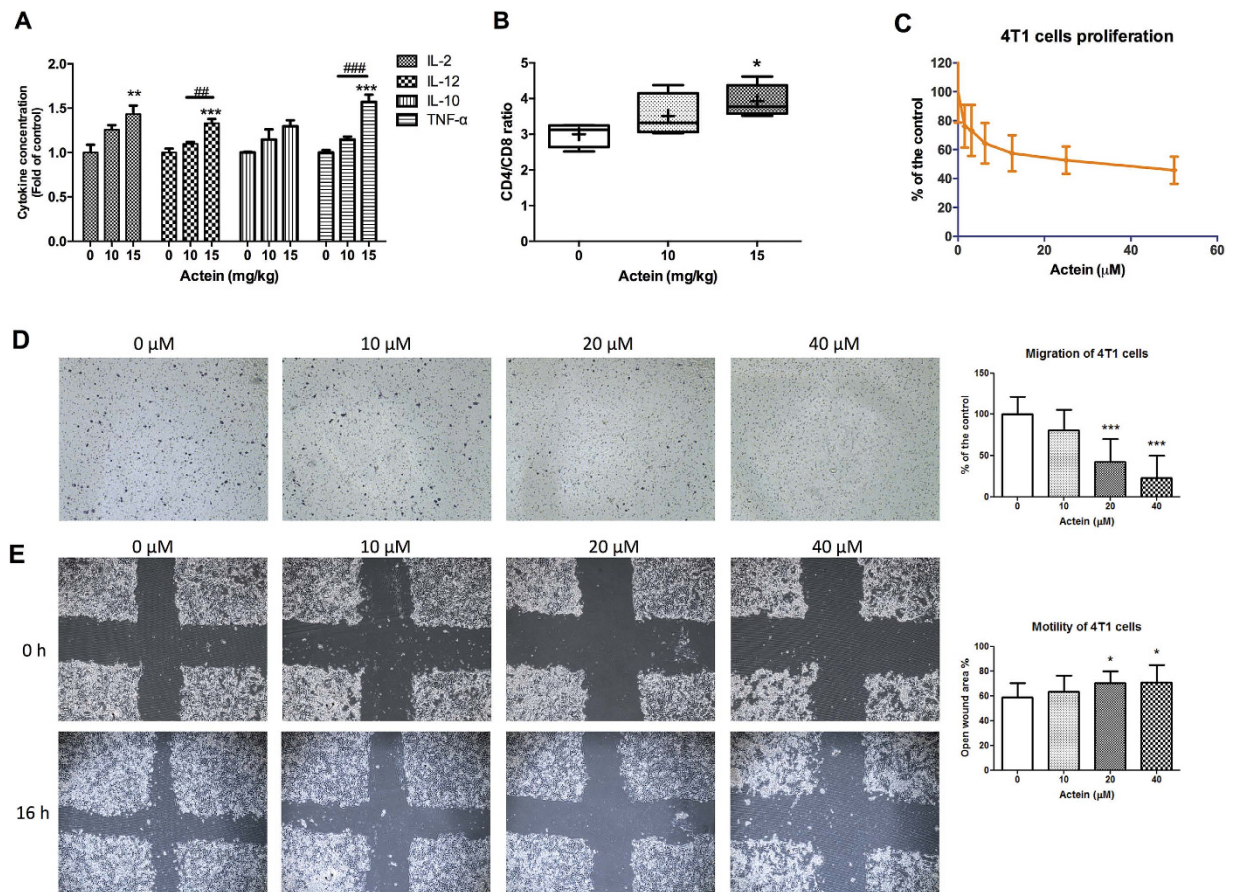 A
Cytokine concentration
(Fold of control)
2.0
1.5
1.0
0.5
0.0
**
##
***
###
***
IL-2
IL-12
IL-10
TNF-α
0 10 15 0 10 15 0 10 15 0 10 15
Actein (mg/kg)
B
CD4/CD8 ratio
5
4
3
2
1
0
*
0 10 15
Actein (mg/kg)
C
4T1 cells proliferation
% of the control
120
100
80
60
40
20
0
0 20 40 60
Actein (µM)
D
0 µM 10 µM 20 µM 40 µM
Migration of 4T1 cells
% of the control
150
100
50
0
***
***
0 10 20 40
Actein (µM)
E
0 µM 10 µM 20 µM 40 µM
0 h
16 h
Motility of 4T1 cells
Open wound area %
100
80
60
40
20
0
*
*
0 10 20 40
Actein (µM)